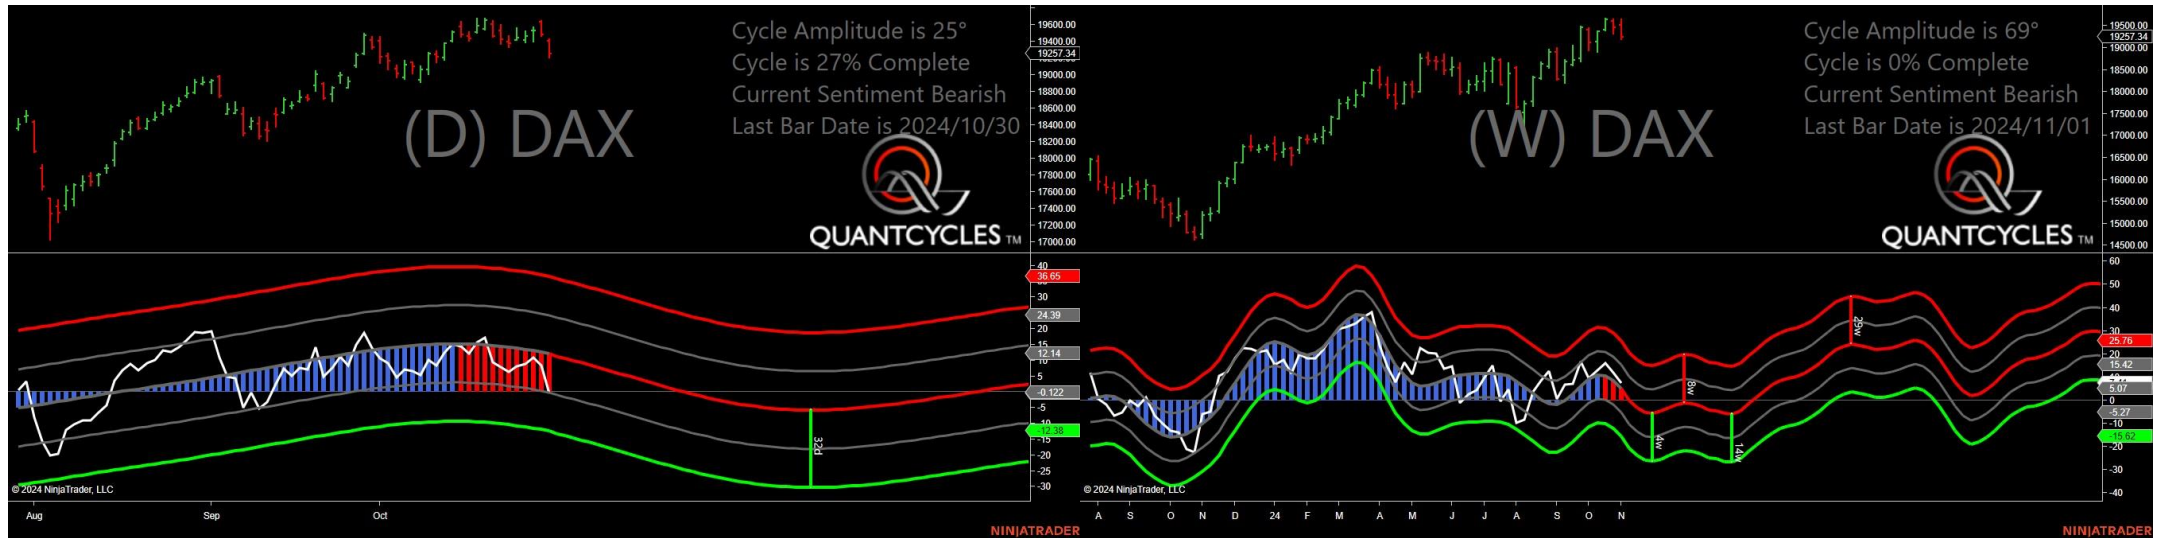 Cycle Amplitude is 25°
Cycle is 27% Complete
Current Sentiment Bearish
Last Bar Date is 2024/10/30
(D) DAX
QUANTCYCLES TM
19600.00
19400.00
19257.34
19000.00
18800.00
18600.00
18400.00
18200.00
18000.00
17800.00
17600.00
17400.00
17200.00
17000.00
40
36.65
30
24.39
20
15
12.14
5
-0.122
-5
-12.38
-15
-20
-25
-30
32d
© 2024 NinjaTrader, LLC
Aug Sep Oct
NINJATRADER
Cycle Amplitude is 69°
Cycle is 0% Complete
Current Sentiment Bearish
Last Bar Date is 2024/11/01
(W) DAX
QUANTCYCLES TM
19500.00
19257.34
19000.00
18500.00
18000.00
17500.00
17000.00
16500.00
16000.00
15500.00
15000.00
14500.00
60
50
40
30
25.76
20
15.42
5.07
0
-5.27
-15.62
-20
-30
-40
29w
8w
4w
14w
© 2024 NinjaTrader, LLC
A S O N D 24 F M A M J J A S O N
NINJATRADER